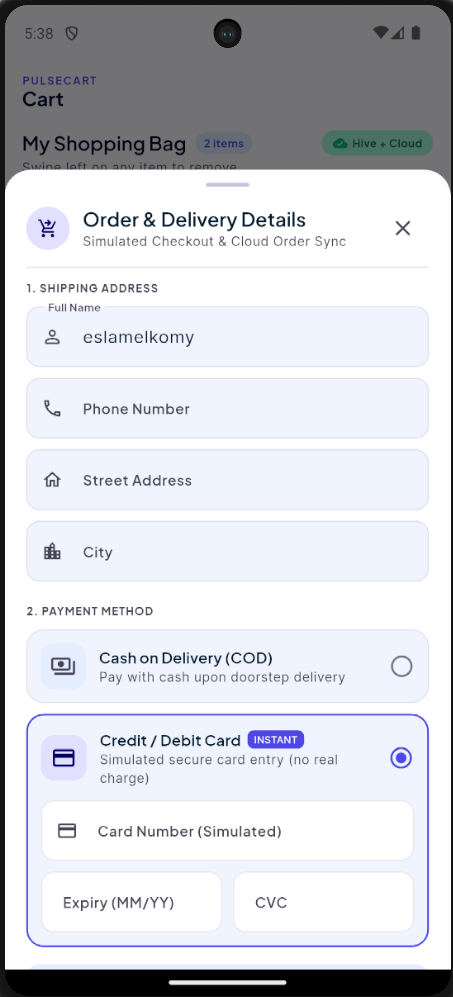 5:38
PULSECART
Cart
My Shopping Bag
2 items
Hive + Cloud
Swipe left on any item to remove
Order & Delivery Details
Simulated Checkout & Cloud Order Sync
1. SHIPPING ADDRESS
Full Name
eslamelkomy
Phone Number
Street Address
City
2. PAYMENT METHOD
Cash on Delivery (COD)
Pay with cash upon doorstep delivery
Credit / Debit Card
INSTANT
Simulated secure card entry (no real
charge)
Card Number (Simulated)
Expiry (MM/YY)
CVC